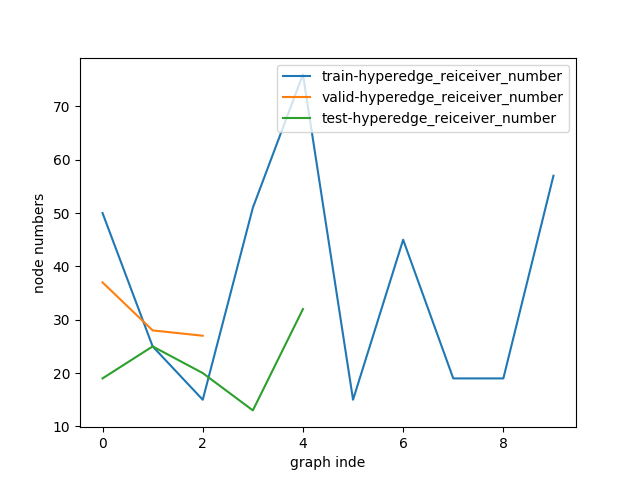 train-hyperedge_reiceiver_number
valid-hyperedge_reiceiver_number
test-hyperedge_reiceiver_number
70
60
50
40
30
20
10
node numbers
0 2 4 6 8
graph inde